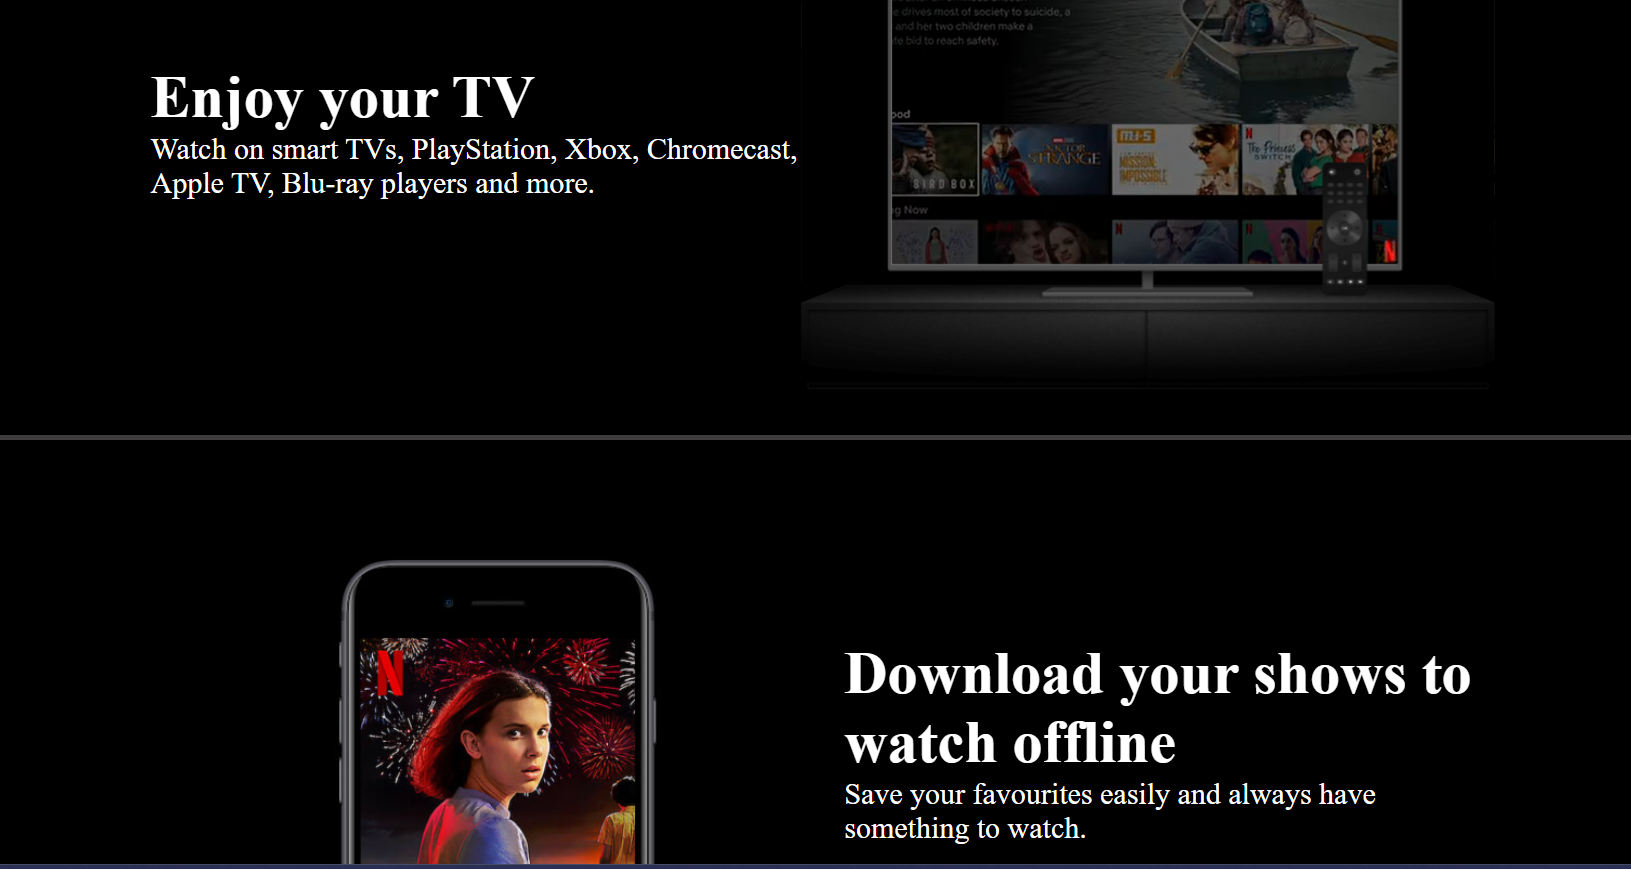 e drives most of society to suicide, a
and her two children make a
te bid to reach safety.
Enjoy your TV
Watch on smart TVs, PlayStation, Xbox, Chromecast,
Apple TV, Blu-ray players and more.
ood
BIRD BOX
DOCTOR
STRANGE
M:I-5
MISSION:
IMPOSSIBLE
N
The Princess
SWITCH
ng Now
N
N
N
N
Download your shows to
watch offline
Save your favourites easily and always have
something to watch.